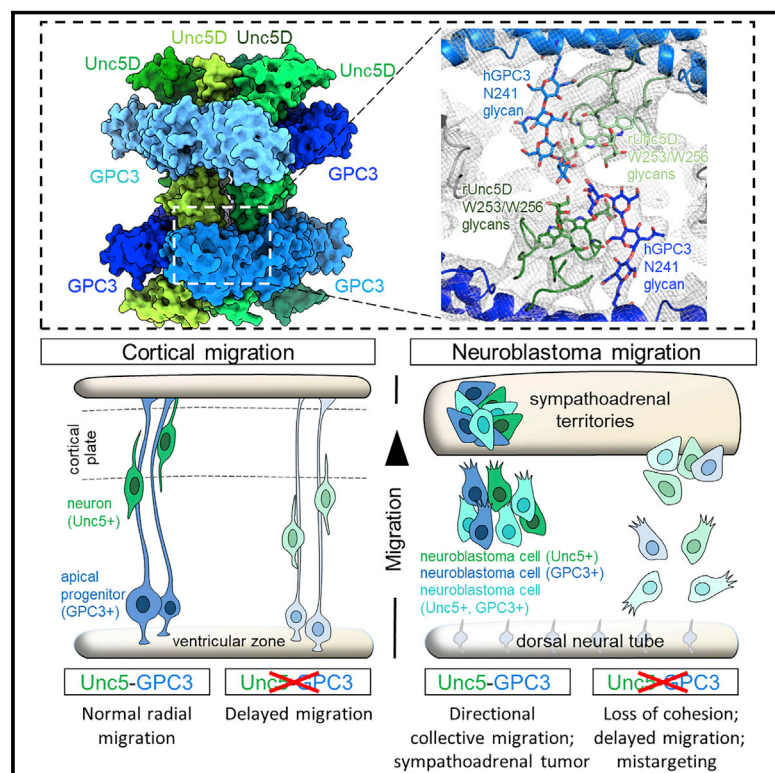 Unc5D Unc5D
Unc5D
Unc5D
GPC3
GPC3
GPC3
GPC3
hGPC3
N241
glycan
rUnc5D
W253/W256
glycans
rUnc5D
W253/W256
glycans
hGPC3
N241
glycan
Cortical migration
cortical
plate
neuron
(Unc5+)
apical
progenitor
(GPC3+)
ventricular zone
Unc5-GPC3
Normal radial
migration
Unc5-GPC3
Delayed migration
Migration
Neuroblastoma migration
sympathoadrenal
territories
neuroblastoma cell (Unc5+)
neuroblastoma cell (GPC3+)
neuroblastoma cell
(Unc5+, GPC3+)
dorsal neural tube
Unc5-GPC3
Directional
collective migration;
sympathoadrenal tumor
Unc5-GPC3
Loss of cohesion;
delayed migration;
mistargeting